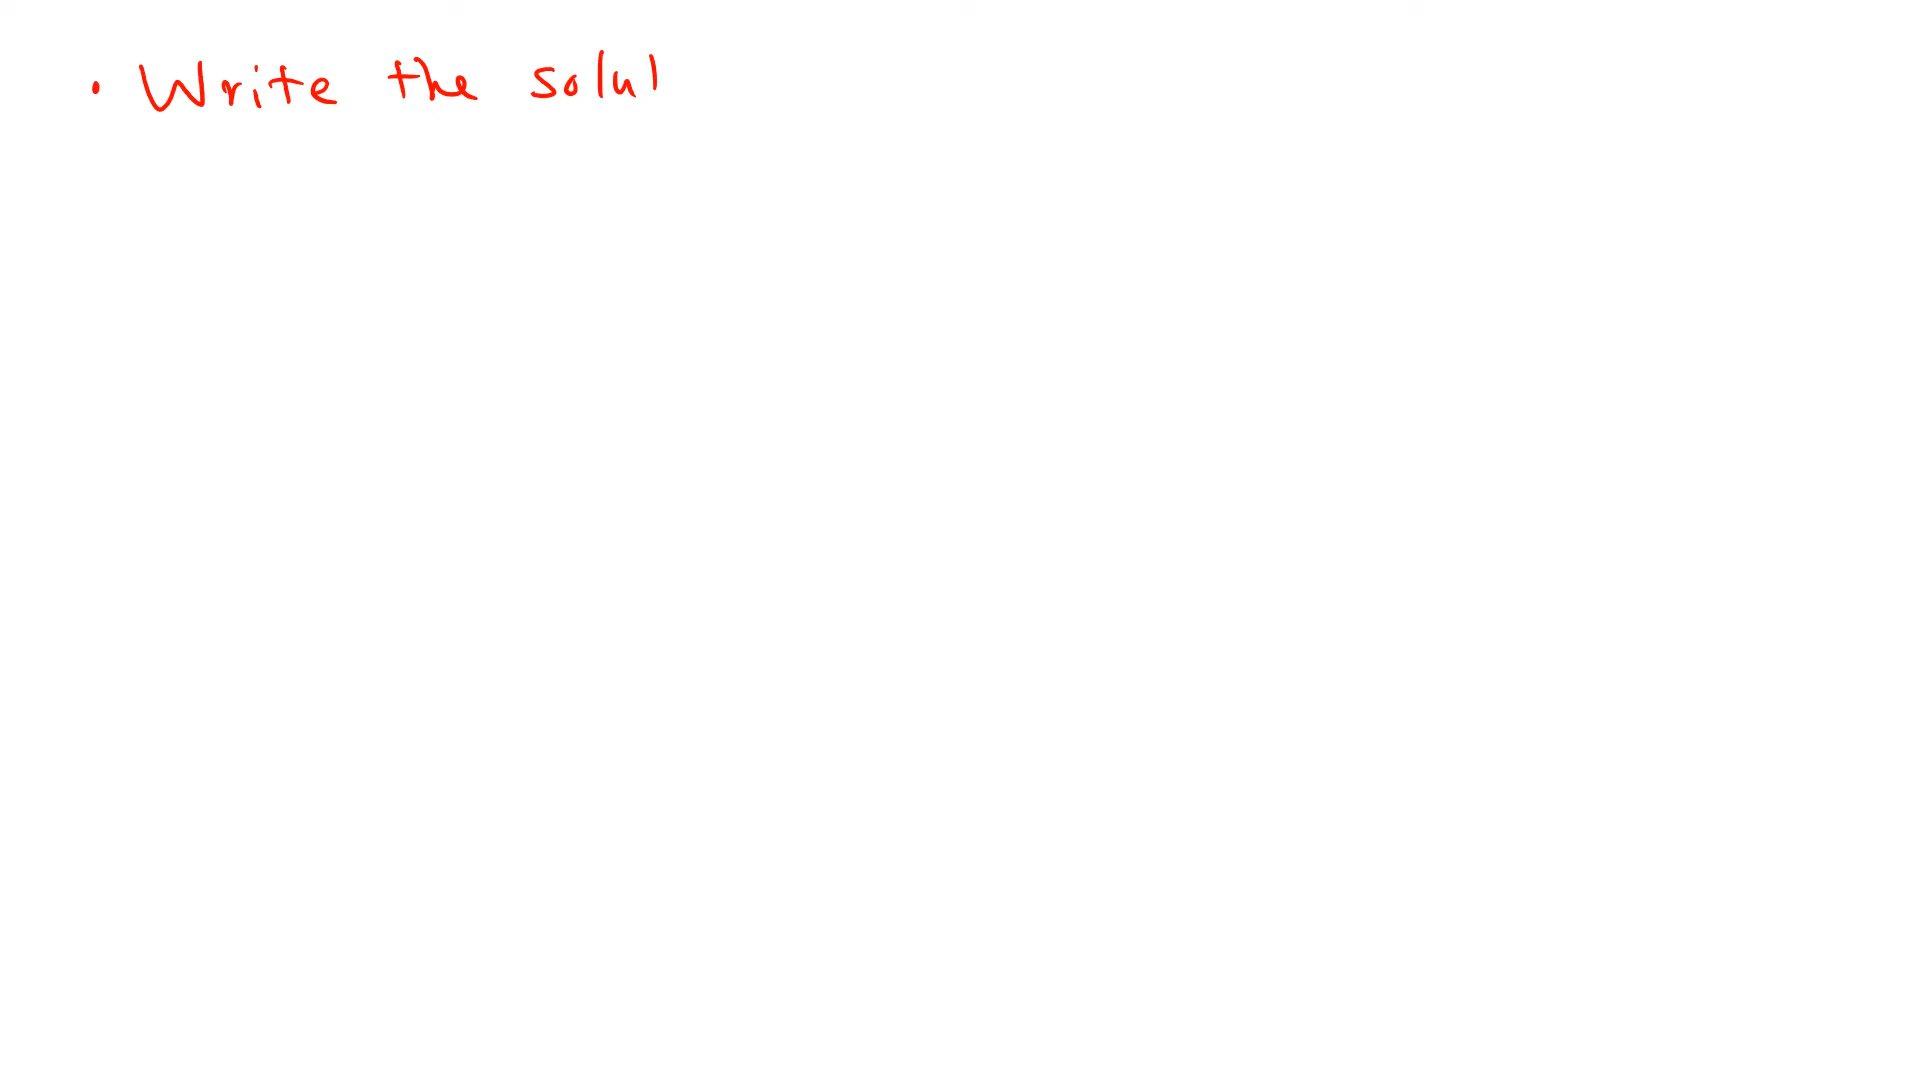 • Write the solul